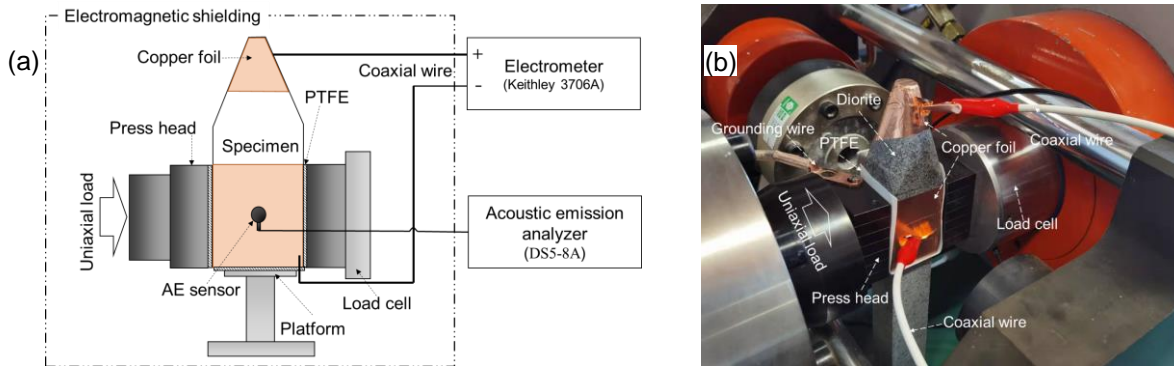 (a)
Electromagnetic shielding
Copper foil
Coaxial wire
+
-
Electrometer
(Keithley 3706A)
PTFE
Press head
Specimen
Uniaxial load
Acoustic emission
analyzer
(DS5-8A)
AE sensor
Load cell
Platform
(b)
Diorite
Grounding wire
PTFE
Coaxial wire
Copper foil
Uniaxial load
Load cell
Press head
Coaxial wire